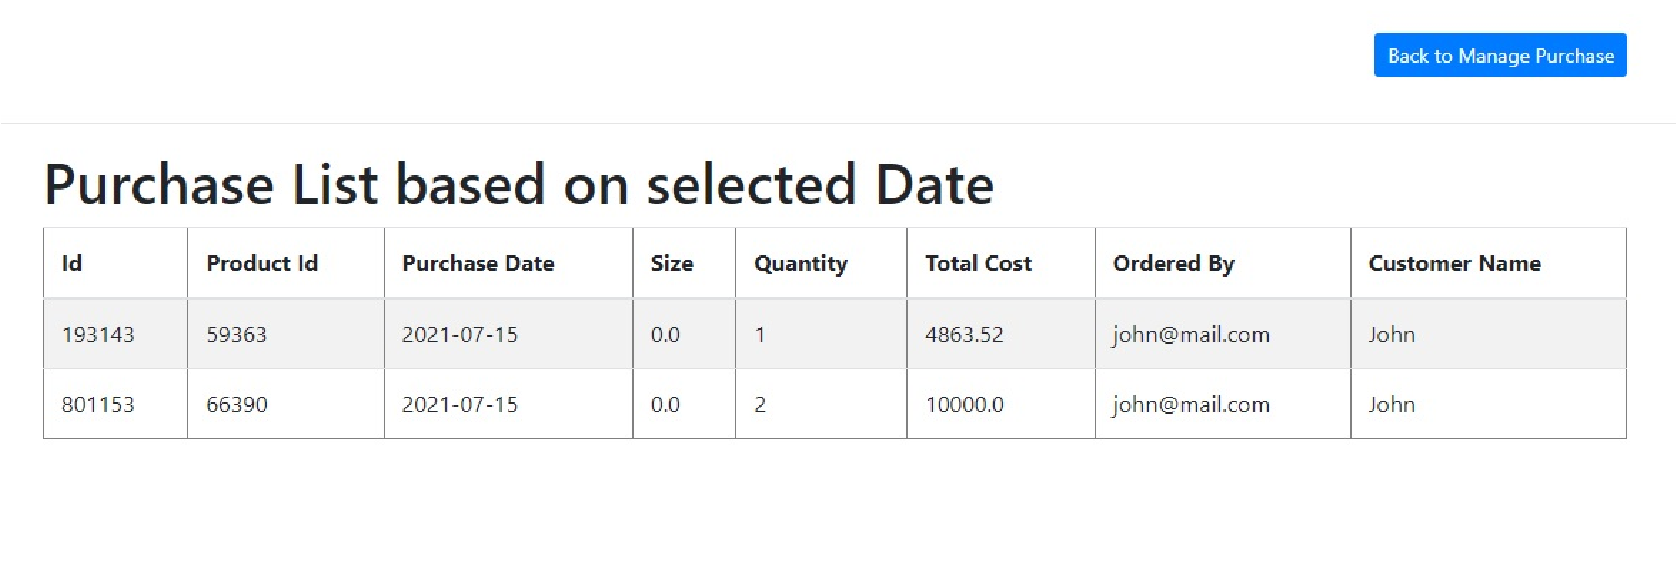 Back to Manage Purchase
Purchase List based on selected Date
Id Product Id Purchase Date Size Quantity Total Cost Ordered By Customer Name
193143 59363 2021-07-15 0.0 1 4863.52 john@mail.com John
801153 66390 2021-07-15 0.0 2 10000.0 john@mail.com John